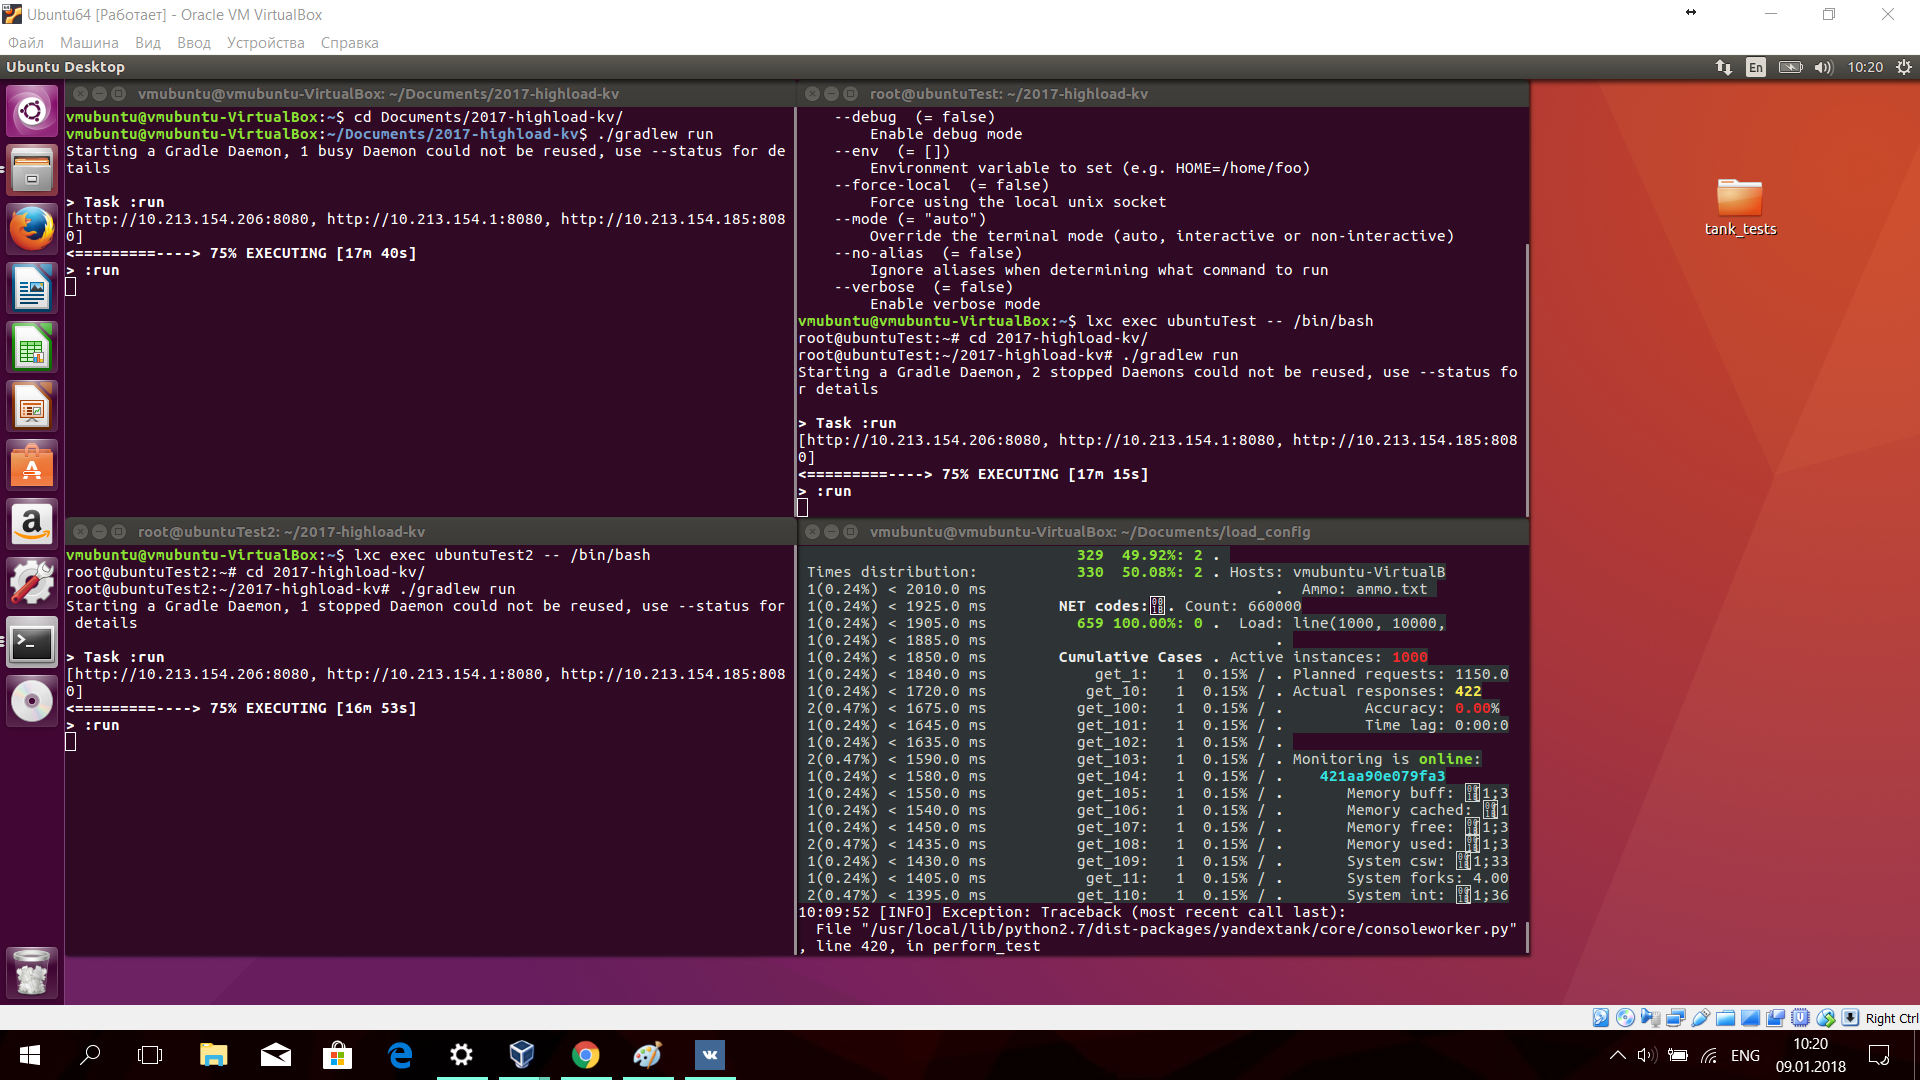 Ubuntu64 [Работает] - Oracle VM VirtualBox
Файл Машина Вид Ввод Устройства Справка
Ubuntu Desktop
En
10:20
vmubuntu@vmubuntu-VirtualBox: ~/Documents/2017-highload-kv
vmubuntu@vmubuntu-VirtualBox:~$ cd Documents/2017-highload-kv/
vmubuntu@vmubuntu-VirtualBox:~/Documents/2017-highload-kv$ ./gradlew run
Starting a Gradle Daemon, 1 busy Daemon could not be reused, use --status for de
tails
> Task :run
[http://10.213.154.206:8080, http://10.213.154.1:8080, http://10.213.154.185:808
0]
<=========----> 75% EXECUTING [17m 40s]
> :run
root@ubuntuTest: ~/2017-highload-kv
--debug  (= false)
Enable debug mode
--env  (= [])
Environment variable to set (e.g. HOME=/home/foo)
--force-local  (= false)
Force using the local unix socket
--mode (= "auto")
Override the terminal mode (auto, interactive or non-interactive)
--no-alias  (= false)
Ignore aliases when determining what command to run
--verbose  (= false)
Enable verbose mode
vmubuntu@vmubuntu-VirtualBox:~$ lxc exec ubuntuTest -- /bin/bash
root@ubuntuTest:~# cd 2017-highload-kv/
root@ubuntuTest:~/2017-highload-kv# ./gradlew run
Starting a Gradle Daemon, 2 stopped Daemons could not be reused, use --status fo
r details
> Task :run
[http://10.213.154.206:8080, http://10.213.154.1:8080, http://10.213.154.185:808
0]
<=========----> 75% EXECUTING [17m 15s]
> :run
tank_tests
root@ubuntuTest2: ~/2017-highload-kv
vmubuntu@vmubuntu-VirtualBox:~$ lxc exec ubuntuTest2 -- /bin/bash
root@ubuntuTest2:~# cd 2017-highload-kv/
root@ubuntuTest2:~/2017-highload-kv# ./gradlew run
Starting a Gradle Daemon, 1 stopped Daemon could not be reused, use --status for
details
> Task :run
[http://10.213.154.206:8080, http://10.213.154.1:8080, http://10.213.154.185:808
0]
<=========----> 75% EXECUTING [16m 53s]
> :run
vmubuntu@vmubuntu-VirtualBox: ~/Documents/load_config
329  49.92%: 2 .
Times distribution: 330  50.08%: 2 . Hosts: vmubuntu-VirtualB
1(0.24%) < 2010.0 ms . Ammo: ammo.txt
1(0.24%) < 1925.0 ms NET codes: . Count: 660000
1(0.24%) < 1905.0 ms 659 100.00%: 0 . Load: line(1000, 10000,
1(0.24%) < 1885.0 ms .
1(0.24%) < 1850.0 ms Cumulative Cases . Active instances: 1000
1(0.24%) < 1840.0 ms get_1: 1 0.15% / . Planned requests: 1150.0
1(0.24%) < 1720.0 ms get_10: 1 0.15% / . Actual responses: 422
2(0.47%) < 1675.0 ms get_100: 1 0.15% / . Accuracy: 0.00%
1(0.24%) < 1645.0 ms get_101: 1 0.15% / . Time lag: 0:00:0
1(0.24%) < 1635.0 ms get_102: 1 0.15% / .
2(0.47%) < 1590.0 ms get_103: 1 0.15% / . Monitoring is online:
1(0.24%) < 1580.0 ms get_104: 1 0.15% / . 421aa90e079fa3
1(0.24%) < 1550.0 ms get_105: 1 0.15% / . Memory buff: 1;3
1(0.24%) < 1540.0 ms get_106: 1 0.15% / . Memory cached: 1
1(0.24%) < 1450.0 ms get_107: 1 0.15% / . Memory free: 1;3
2(0.47%) < 1435.0 ms get_108: 1 0.15% / . Memory used: 1;3
1(0.24%) < 1430.0 ms get_109: 1 0.15% / . System csw: 1;33
1(0.24%) < 1405.0 ms get_11: 1 0.15% / . System forks: 4.00
2(0.47%) < 1395.0 ms get_110: 1 0.15% / . System int: 1;36
10:09:52 [INFO] Exception: Traceback (most recent call last):
File "/usr/local/lib/python2.7/dist-packages/yandextank/core/consoleworker.py"
, line 420, in perform_test
Right Ctrl
ENG
10:20
09.01.2018